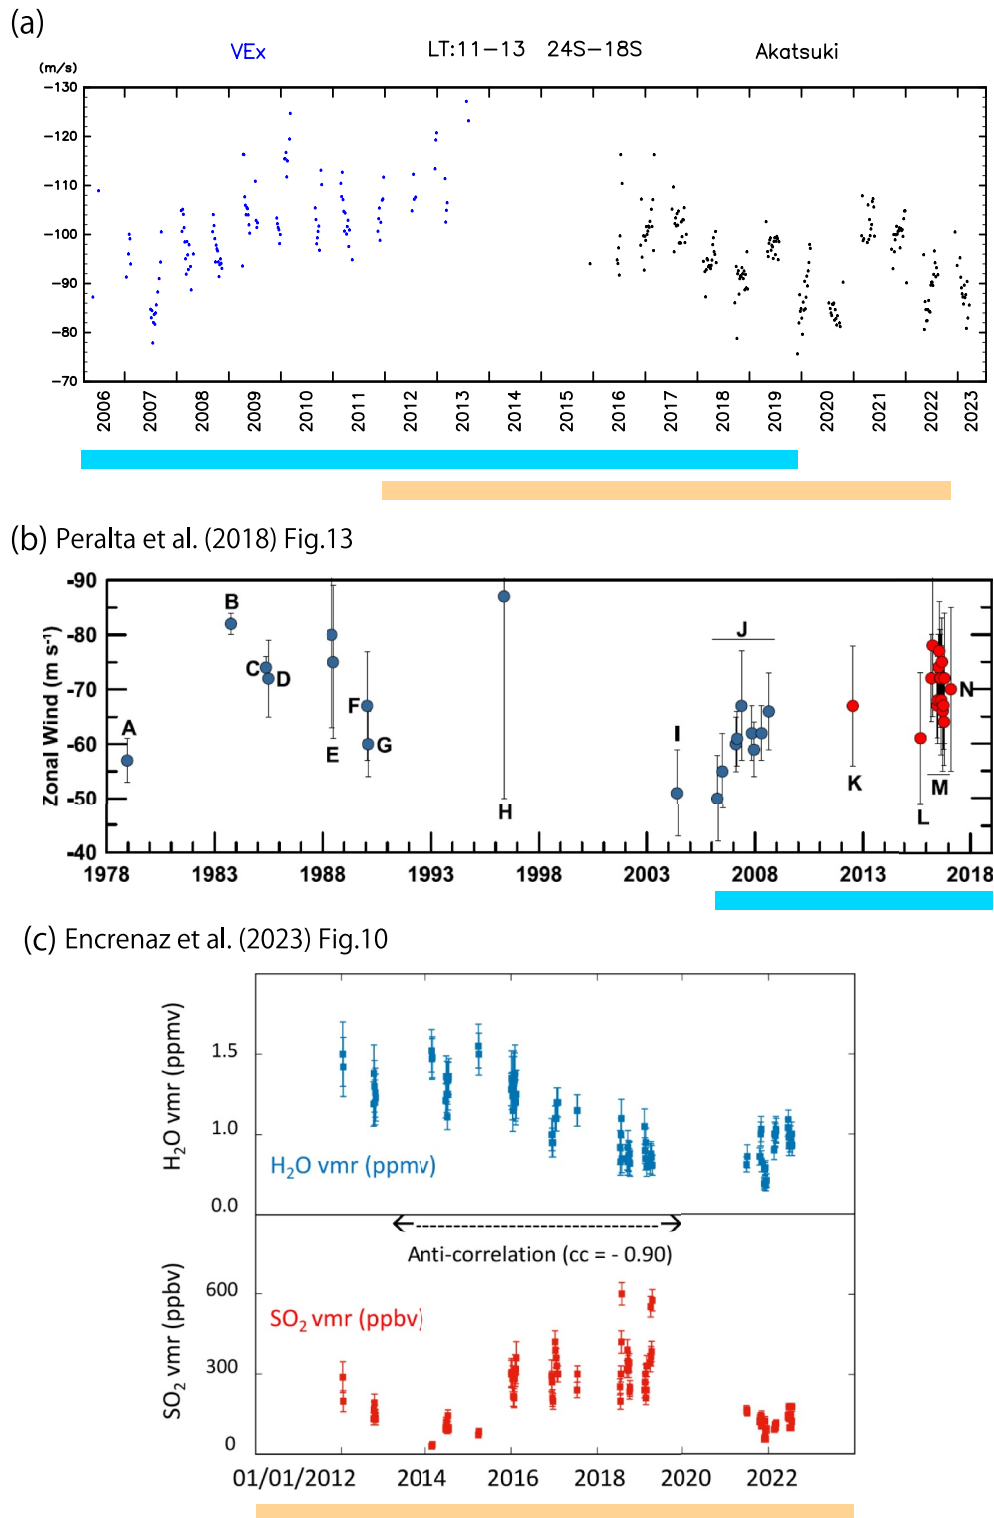 (a)
VEx LT:11−13 24S−18S Akatsuki
(m/s)
−130
−120
−110
−100
−90
−80
−70
2006 2007 2008 2009 2010 2011 2012 2013 2014 2015 2016 2017 2018 2019 2020 2021 2022 2023
(b) Peralta et al. (2018) Fig.13
Zonal Wind (m s-1)
-90
-80
-70
-60
-50
-40
A
B
C
D
E
F
G
H
I
J
K
L
M
N
1978 1983 1988 1993 1998 2003 2008 2013 2018
(c) Encrenaz et al. (2023) Fig.10
H2O vmr (ppmv)
1.5
1.0
0.0
H2O vmr (ppmv)
Anti-correlation (cc = - 0.90)
SO2 vmr (ppbv)
600
300
0
SO2 vmr (ppbv)
01/01/2012 2014 2016 2018 2020 2022